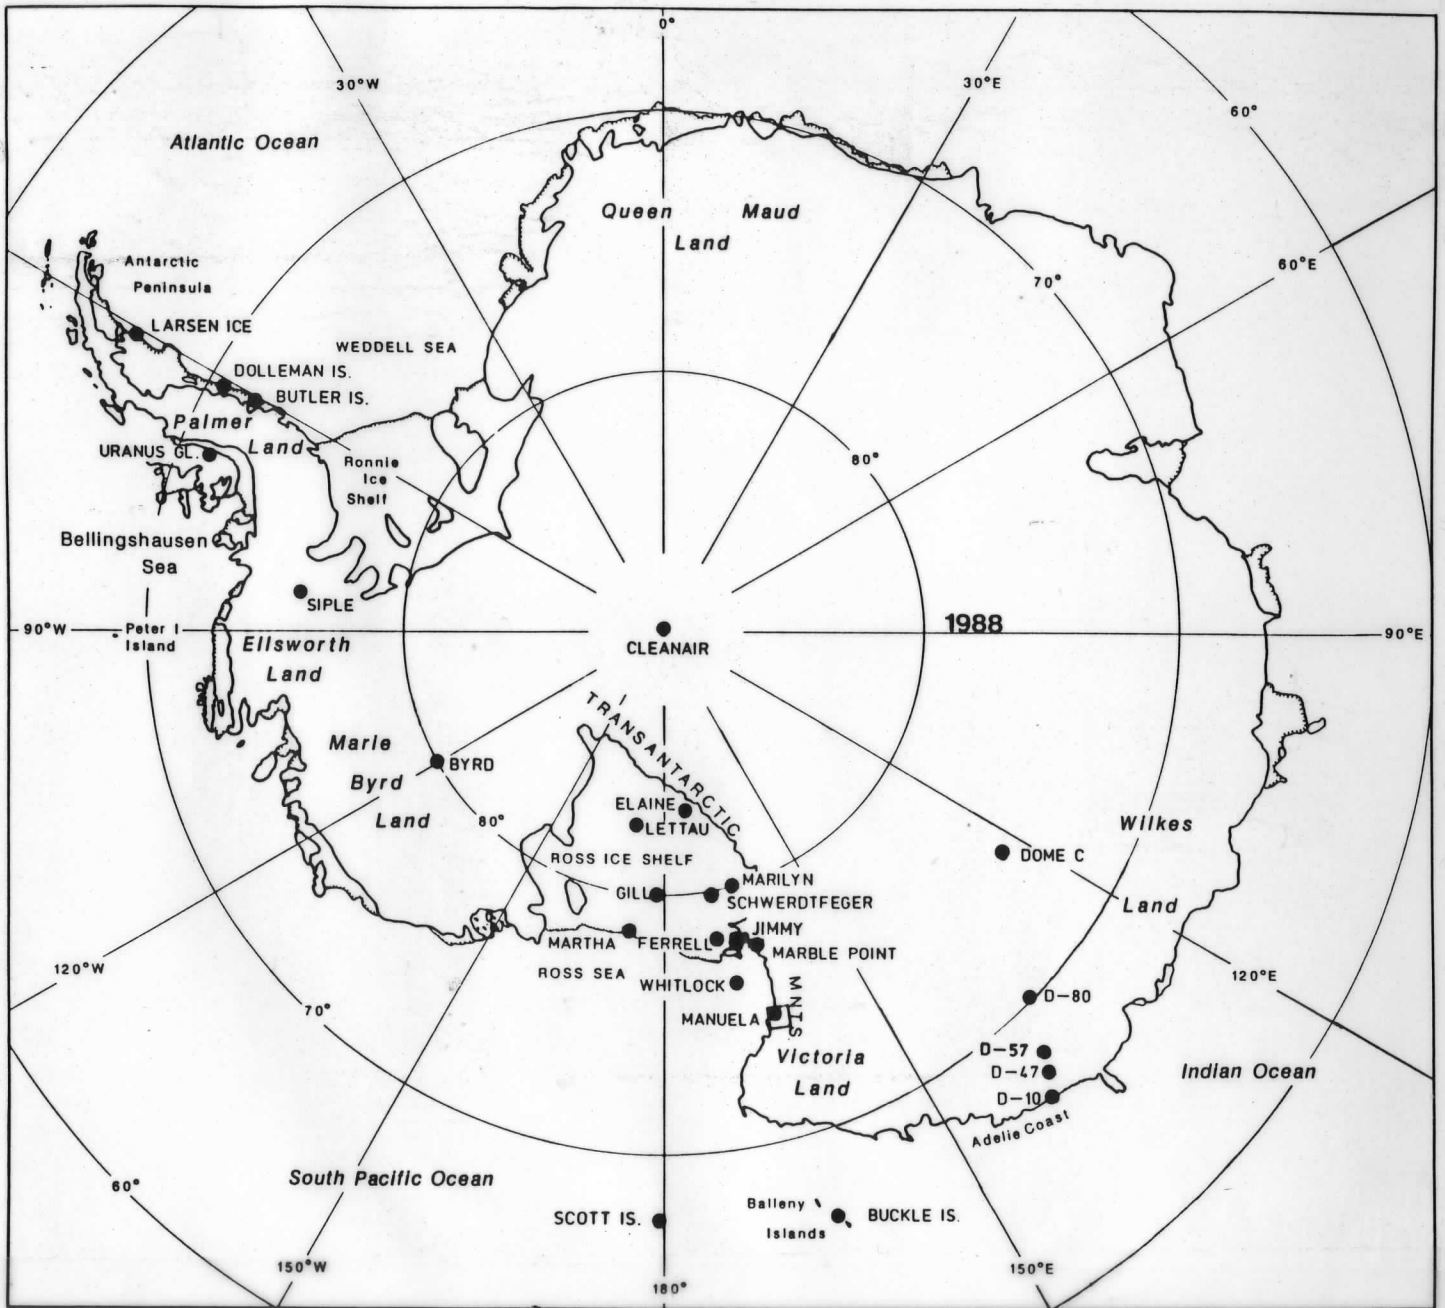 0°
30°W
30°E
60°
Atlantic Ocean
Queen Maud
Land
Antarctic
Peninsula
60°E
70°
LARSEN ICE
WEDDELL SEA
DOLLEMAN IS.
BUTLER IS.
Palmer
Land
URANUS GL.
Ronnie
Ice
Shelf
80°
Bellingshausen
Sea
SIPLE
90°W
Peter I
Island
Ellsworth
Land
CLEANAIR
1988
90°E
TRANSANTARCTIC
Marie
Byrd
Land
BYRD
80°
ELAINE
LETTAU
Wilkes
Land
DOME C
ROSS ICE SHELF
GILL
MARILYN
SCHWERDTFEGER
MARTHA
FERRELL
JIMMY
MARBLE POINT
ROSS SEA
WHITLOCK
MNTS
MANUELA
120°W
120°E
70°
D-80
D-57
D-47
D-10
Adelie Coast
Victoria
Land
Indian Ocean
60°
South Pacific Ocean
SCOTT IS.
Balleny
Islands
BUCKLE IS.
150°W
180°
150°E